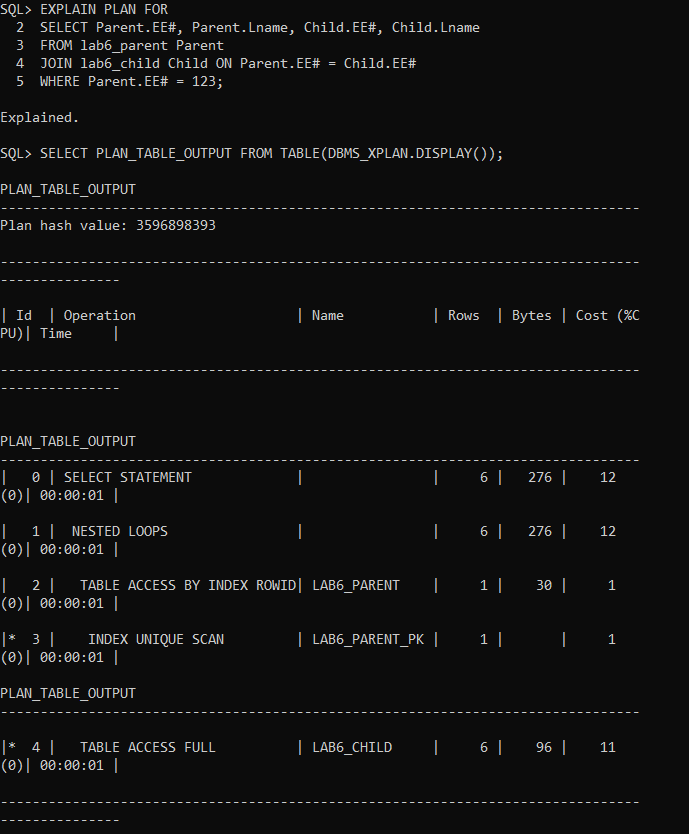 SQL> EXPLAIN PLAN FOR
  2  SELECT Parent.EE#, Parent.Lname, Child.EE#, Child.Lname
  3  FROM lab6_parent Parent
  4  JOIN lab6_child Child ON Parent.EE# = Child.EE#
  5  WHERE Parent.EE# = 123;

Explained.

SQL> SELECT PLAN_TABLE_OUTPUT FROM TABLE(DBMS_XPLAN.DISPLAY());

PLAN_TABLE_OUTPUT
--------------------------------------------------------------------------------
Plan hash value: 3596898393

--------------------------------------------------------------------------------
---------------

| Id  | Operation                    | Name           | Rows  | Bytes | Cost (%C
PU)| Time     |

--------------------------------------------------------------------------------
---------------


PLAN_TABLE_OUTPUT
--------------------------------------------------------------------------------
|   0 | SELECT STATEMENT             |                |     6 |   276 |    12
(0)| 00:00:01 |

|   1 |  NESTED LOOPS                |                |     6 |   276 |    12
(0)| 00:00:01 |

|   2 |   TABLE ACCESS BY INDEX ROWID| LAB6_PARENT    |     1 |    30 |     1
(0)| 00:00:01 |

|*  3 |    INDEX UNIQUE SCAN         | LAB6_PARENT_PK |     1 |       |     1
(0)| 00:00:01 |

PLAN_TABLE_OUTPUT
--------------------------------------------------------------------------------

|*  4 |   TABLE ACCESS FULL          | LAB6_CHILD     |     6 |    96 |    11
(0)| 00:00:01 |

--------------------------------------------------------------------------------
---------------